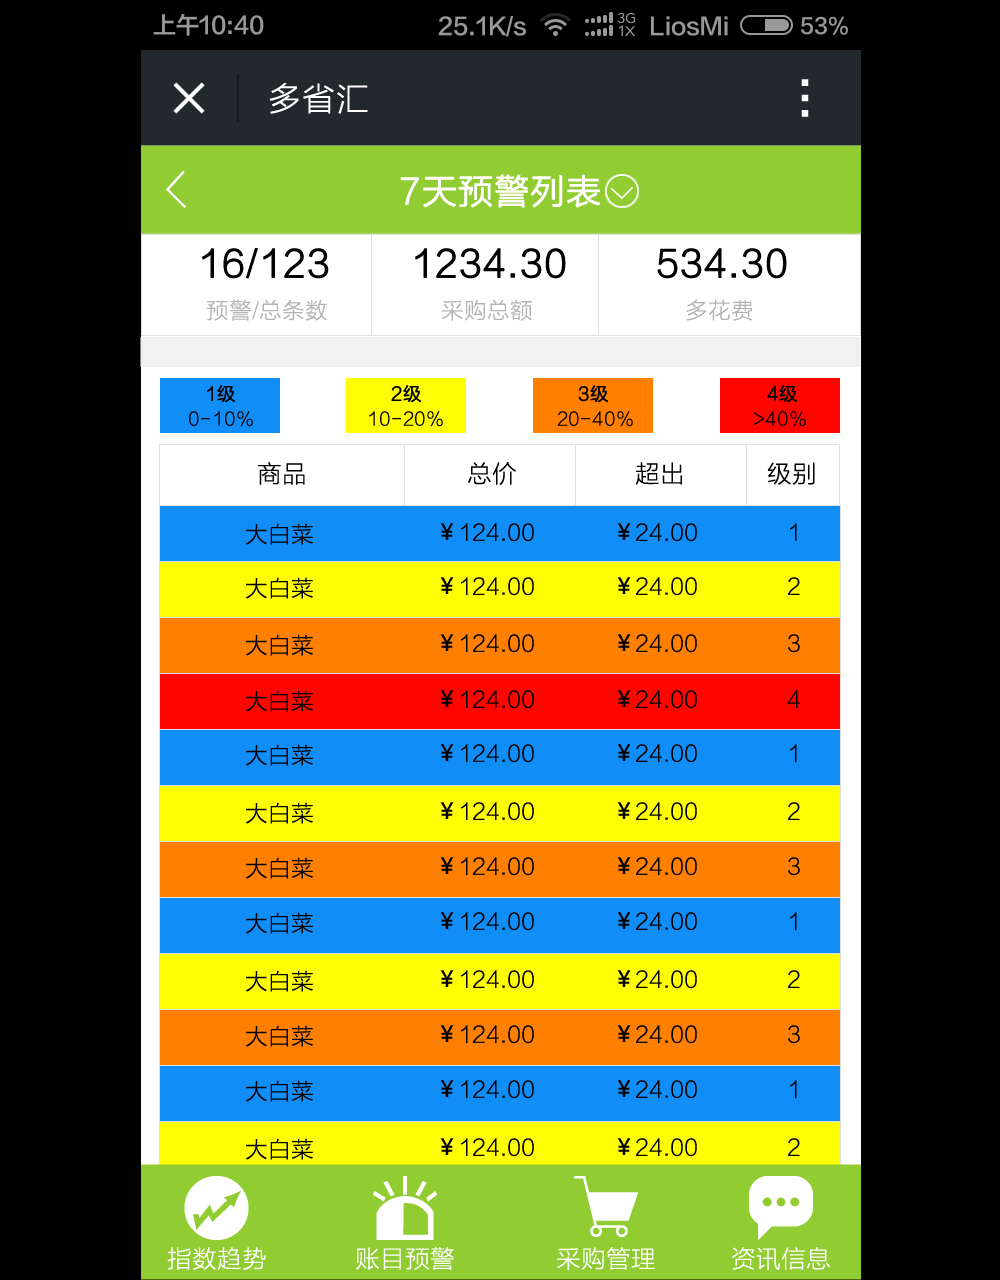 上午10:40 25.1K/s 3G 1X LiosMi 53%
多省汇
7天预警列表
16/123 1234.30 534.30
预警/总条数 采购总额 多花费
1级 2级 3级 4级
0-10% 10-20% 20-40% >40%
商品 总价 超出 级别
大白菜 ¥124.00 ¥24.00 1
大白菜 ¥124.00 ¥24.00 2
大白菜 ¥124.00 ¥24.00 3
大白菜 ¥124.00 ¥24.00 4
大白菜 ¥124.00 ¥24.00 1
大白菜 ¥124.00 ¥24.00 2
大白菜 ¥124.00 ¥24.00 3
大白菜 ¥124.00 ¥24.00 1
大白菜 ¥124.00 ¥24.00 2
大白菜 ¥124.00 ¥24.00 3
大白菜 ¥124.00 ¥24.00 1
大白菜 ¥124.00 ¥24.00 2
指数趋势 账目预警 采购管理 资讯信息